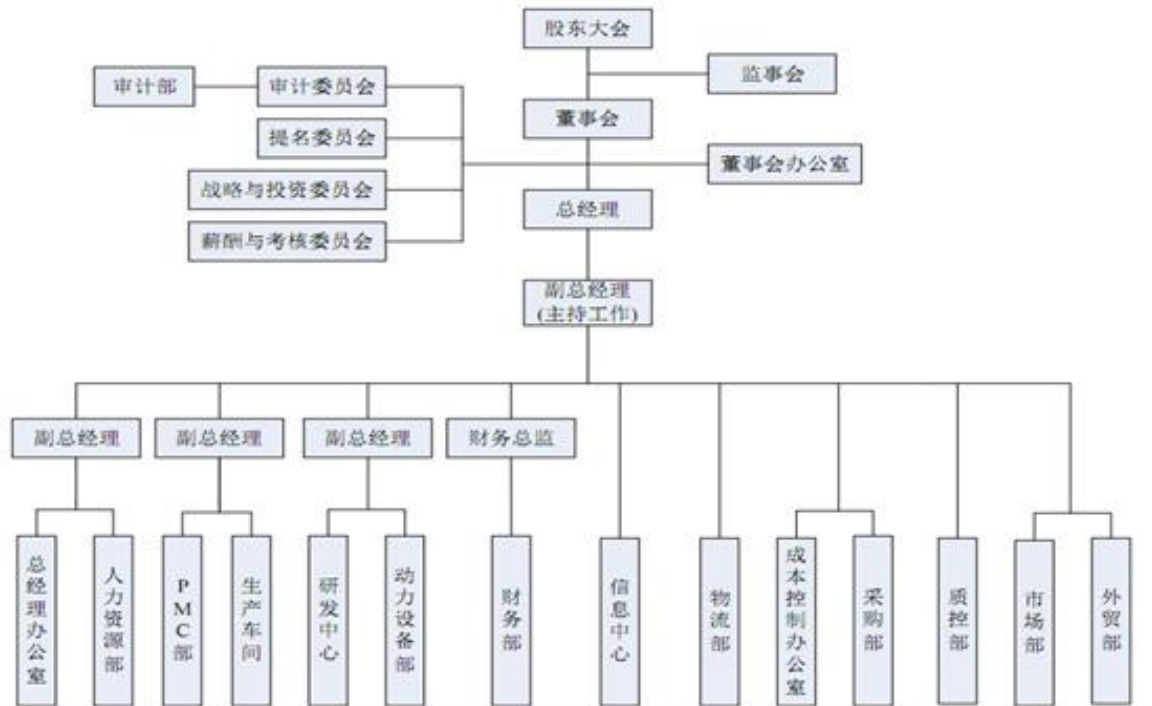 股东大会
监事会
审计部
审计委员会
董事会
提名委员会
董事会办公室
战略与投资委员会
总经理
薪酬与考核委员会
副总经理
(主持工作)
副总经理
副总经理
副总经理
财务总监
总经理办公室
人力资源部
PMC部
生产车间
研发中心
动力设备部
财务部
信息中心
物流部
成本控制办公室
采购部
质控部
市场部
外贸部